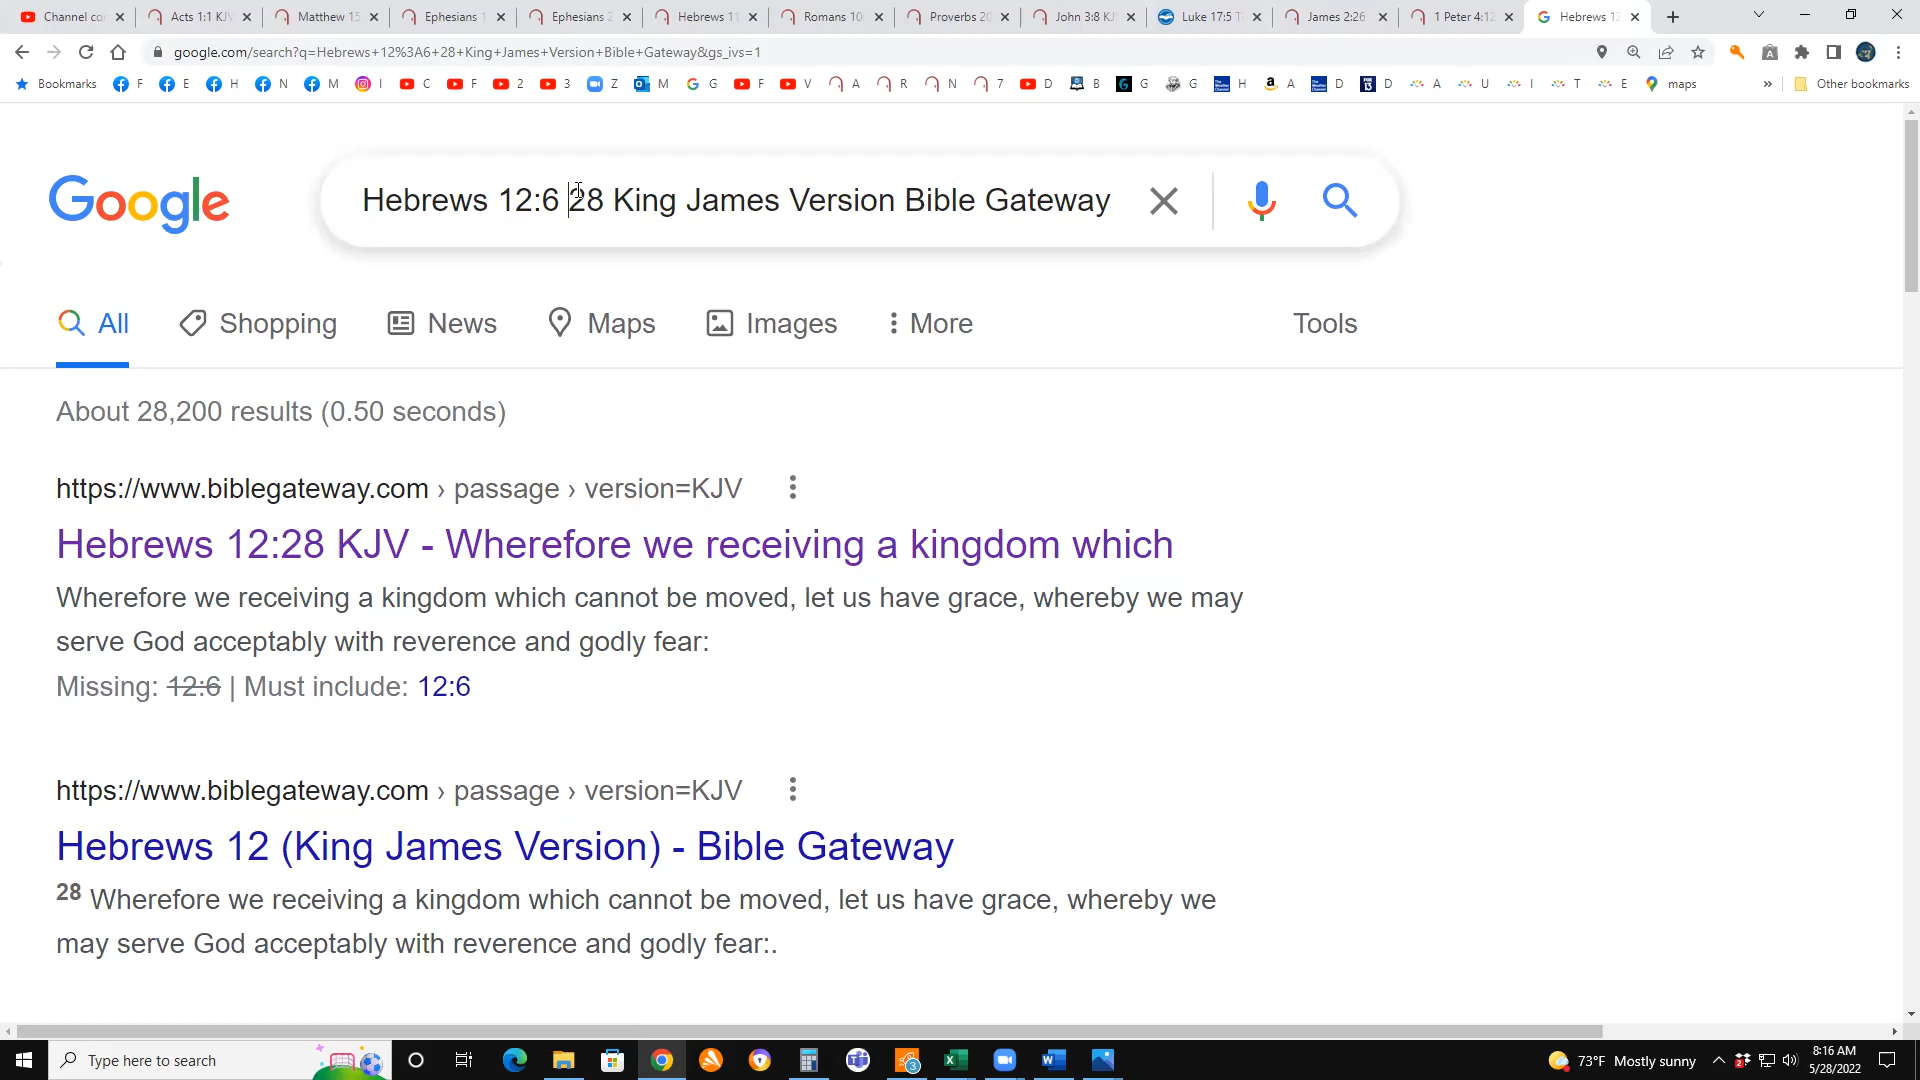 Channel co
Acts 1:1 KJV
Matthew 15
Ephesians 1
Ephesians 2
Hebrews 11
Romans 10
Proverbs 20
John 3:8 KJ
Luke 17:5 T
James 2:26
1 Peter 4:12
Hebrews 12
google.com/search?q=Hebrews+12%3A6+28+King+James+Version+Bible+Gateway&gs_ivs=1
Bookmarks F E H N M I C F 2 3 Z M G F V A R N 7 D B G G H A D D A U I T E maps » Other bookmarks
Google
Hebrews 12:6 28 King James Version Bible Gateway
All Shopping News Maps Images More Tools
About 28,200 results (0.50 seconds)
https://www.biblegateway.com › passage › version=KJV
Hebrews 12:28 KJV - Wherefore we receiving a kingdom which
Wherefore we receiving a kingdom which cannot be moved, let us have grace, whereby we may
serve God acceptably with reverence and godly fear:
Missing: 12:6 | Must include: 12:6
https://www.biblegateway.com › passage › version=KJV
Hebrews 12 (King James Version) - Bible Gateway
28 Wherefore we receiving a kingdom which cannot be moved, let us have grace, whereby we
may serve God acceptably with reverence and godly fear:.
Type here to search
3
73°F Mostly sunny
8:16 AM
5/28/2022